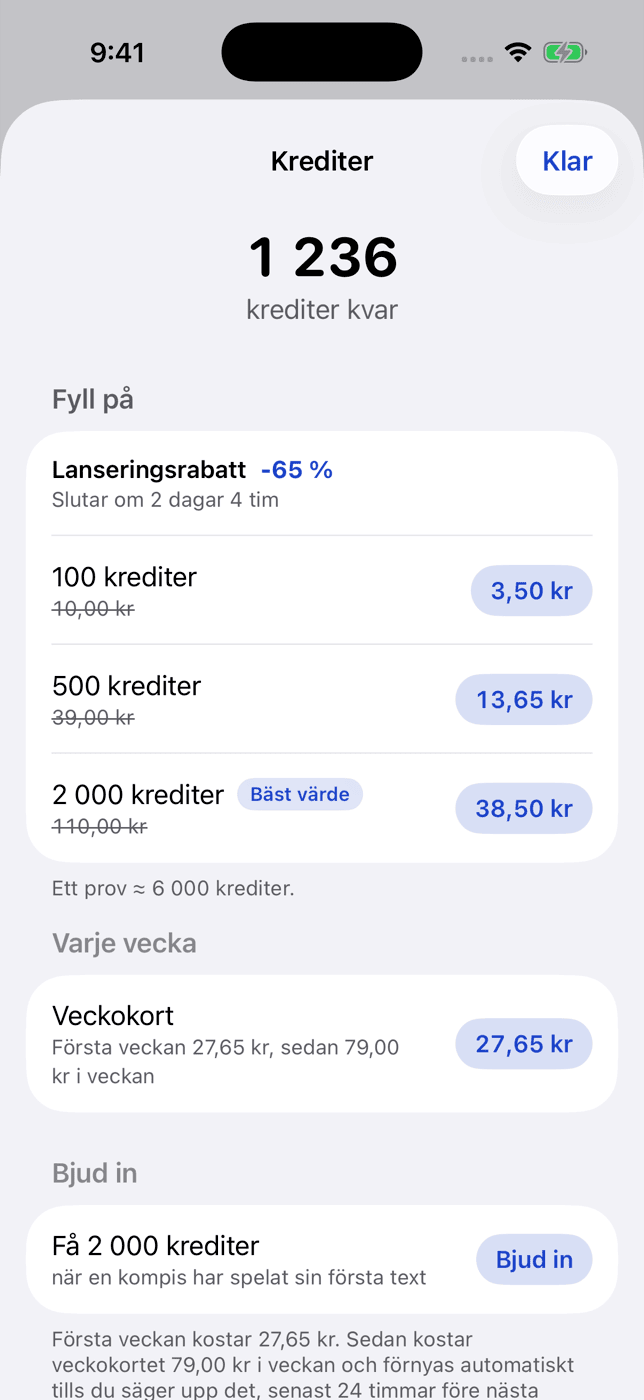 9:41
Krediter
Klar
1 236
krediter kvar
Fyll på
Lanseringsrabatt -65 %
Slutar om 2 dagar 4 tim
100 krediter
10,00 kr
3,50 kr
500 krediter
39,00 kr
13,65 kr
2 000 krediter Bäst värde
110,00 kr
38,50 kr
Ett prov ≈ 6 000 krediter.
Varje vecka
Veckokort
Första veckan 27,65 kr, sedan 79,00
kr i veckan
27,65 kr
Bjud in
Få 2 000 krediter
när en kompis har spelat sin första text
Bjud in
Första veckan kostar 27,65 kr. Sedan kostar
veckokortet 79,00 kr i veckan och förnyas automatiskt
tills du säger upp det, senast 24 timmar före nästa